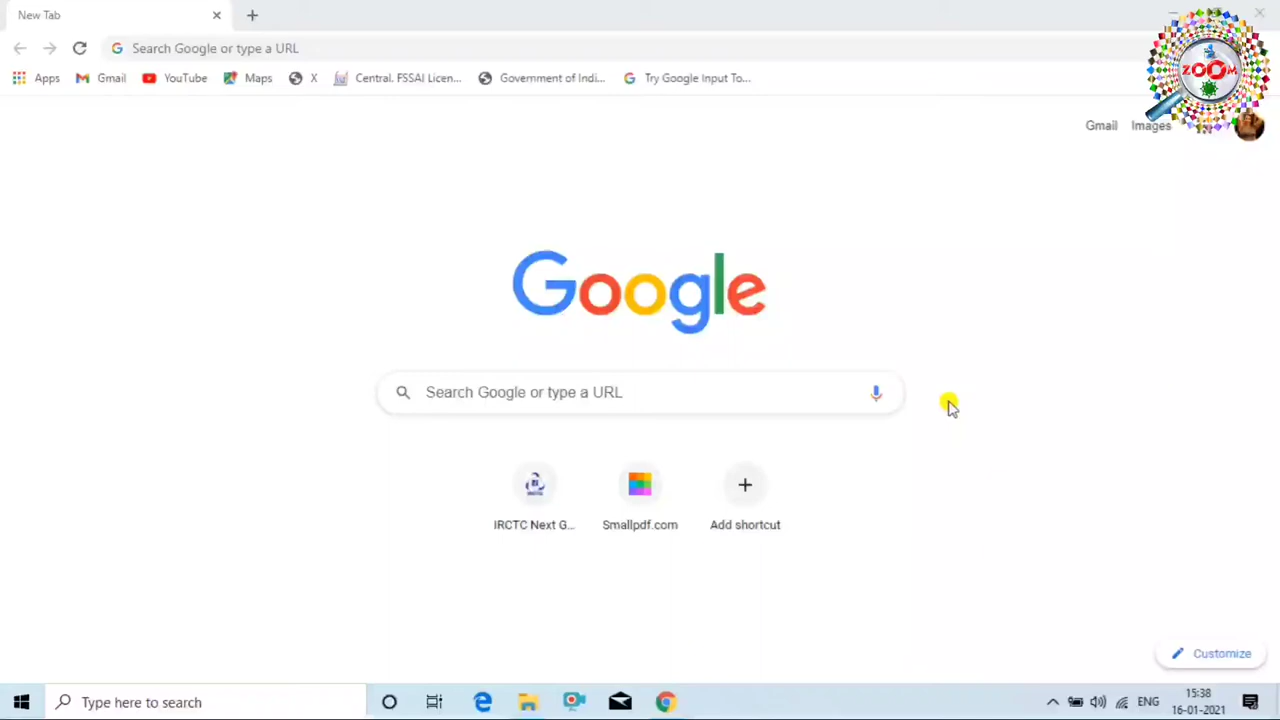 New Tab
Search Google or type a URL
Apps Gmail YouTube Maps X Central. FSSAI Licen... Government of Indi... Try Google Input To...
ZOOM
Gmail Images
Google
Search Google or type a URL
IRCTC Next G... Smallpdf.com Add shortcut
Customize
Type here to search
ENG
15:38
16-01-2021